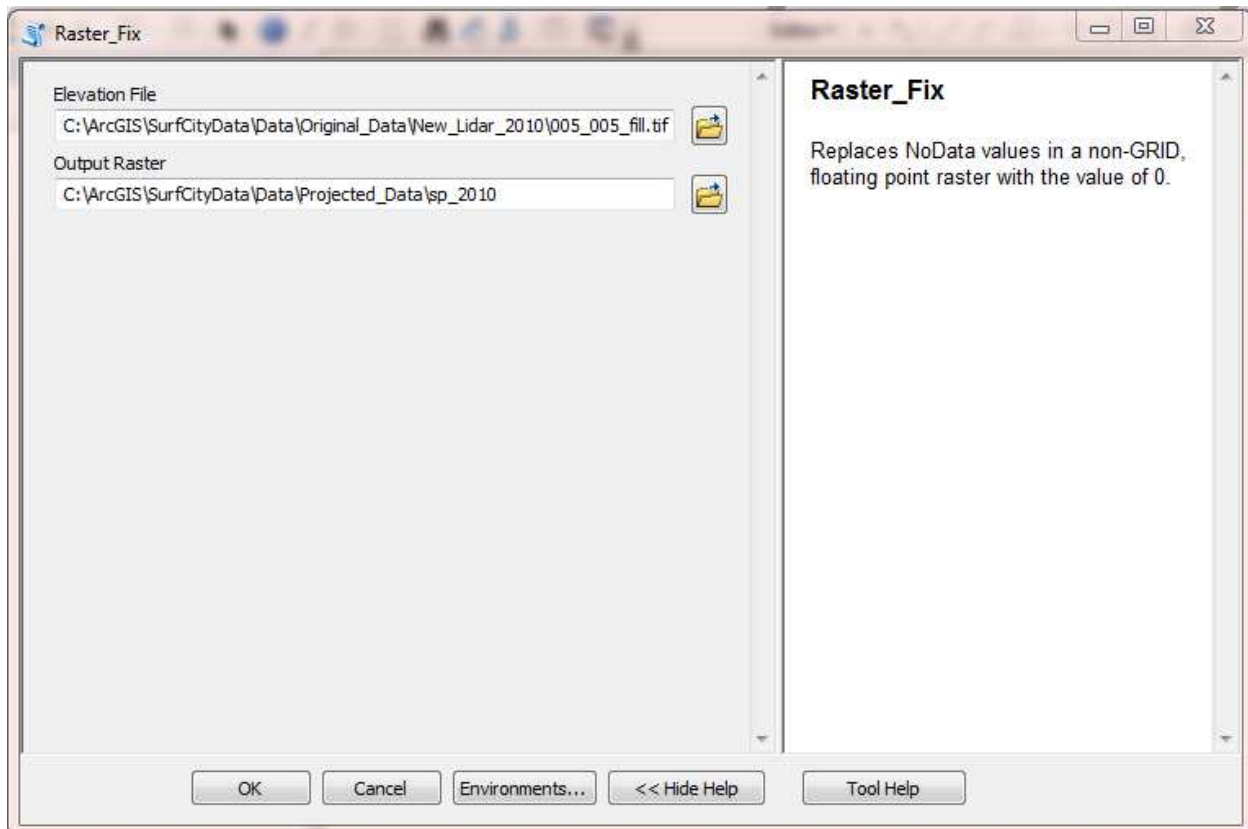 Raster_Fix
Elevation File
C:\ArcGIS\SurfCityData\Data\Original_Data\New_Lidar_2010\005_005_fill.tif
Output Raster
C:\ArcGIS\SurfCityData\Data\Projected_Data\sp_2010
Raster_Fix
Replaces NoData values in a non-GRID,
floating point raster with the value of 0.
OK
Cancel
Environments...
<< Hide Help
Tool Help